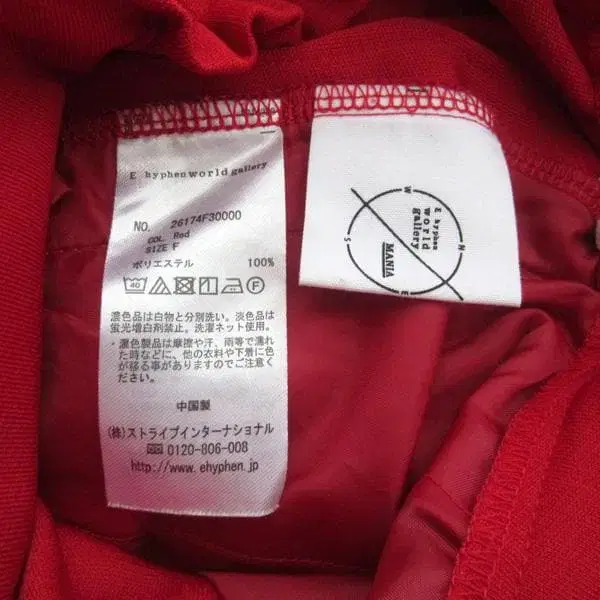 E hyphen world gallery
NO. 26174F30000
COL. Red
SIZE F
ポリエステル 100%
40
F
濃色品は白物と分別洗い。淡色品は
蛍光増白剤禁止。洗濯ネット使用。
・濃色製品は摩擦や汗、雨等で濡れ
た時などに、他の衣料や下着に色
が移る事がありますのでご注意く
ださい。
中国製
(株)ストライプインターナショナル
0120-806-008
http://www.ehyphen.jp
W
E hyphen
world
gallery
N
S
MANIA
E